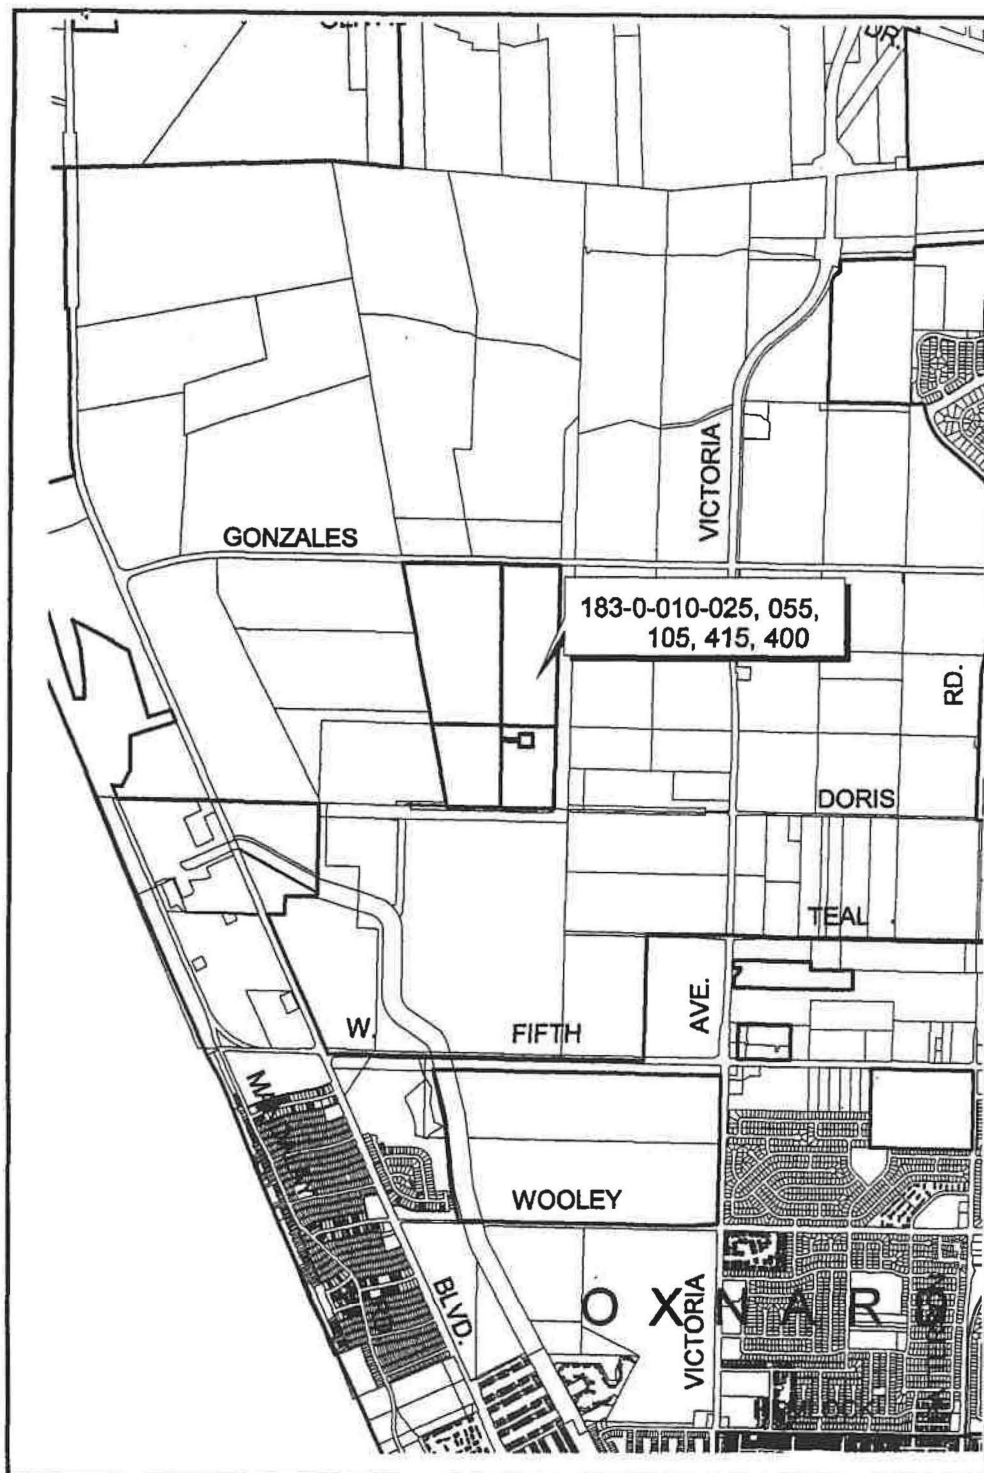 DR.
VICTORIA
GONZALES
183-0-010-025, 055,
105, 415, 400
RD.
DORIS
TEAL
AVE.
W.
FIFTH
WOOLEY
BLVD.
VICTORIA
OXNARD